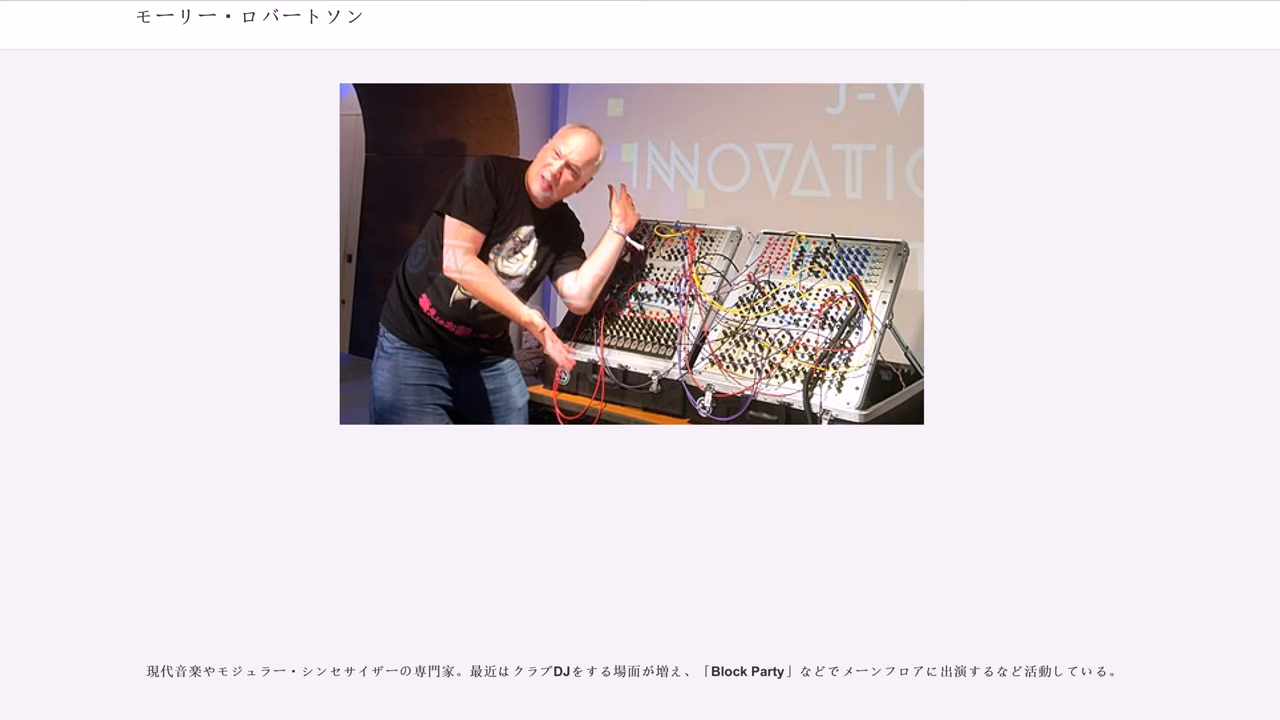 モーリー・ロバートソン
J-W
INNOVATIO
現代音楽やモジュラー・シンセサイザーの専門家。最近はクラブDJをする場面が増え、「Block Party」などでメーンフロアに出演するなど活動している。